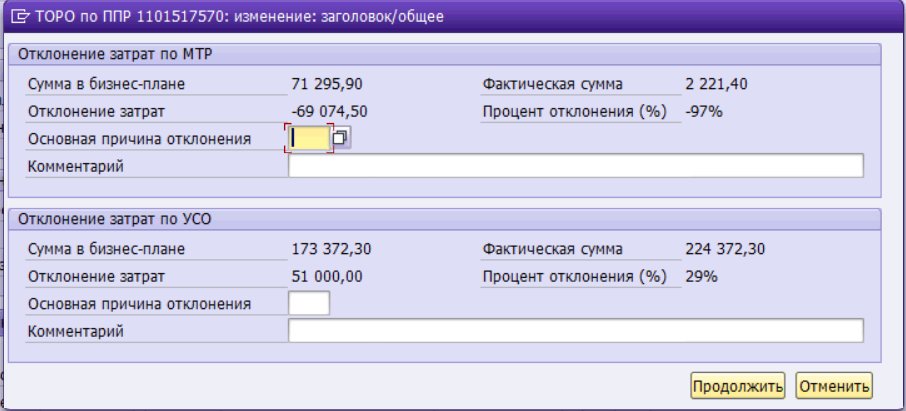 ТОРО по ППР 1101517570: изменение: заголовок/общее
Отклонение затрат по МТР
Сумма в бизнес-плане 71 295,90 Фактическая сумма 2 221,40
Отклонение затрат -69 074,50 Процент отклонения (%) -97%
Основная причина отклонения
Комментарий
Отклонение затрат по УСО
Сумма в бизнес-плане 173 372,30 Фактическая сумма 224 372,30
Отклонение затрат 51 000,00 Процент отклонения (%) 29%
Основная причина отклонения
Комментарий
Продолжить Отменить